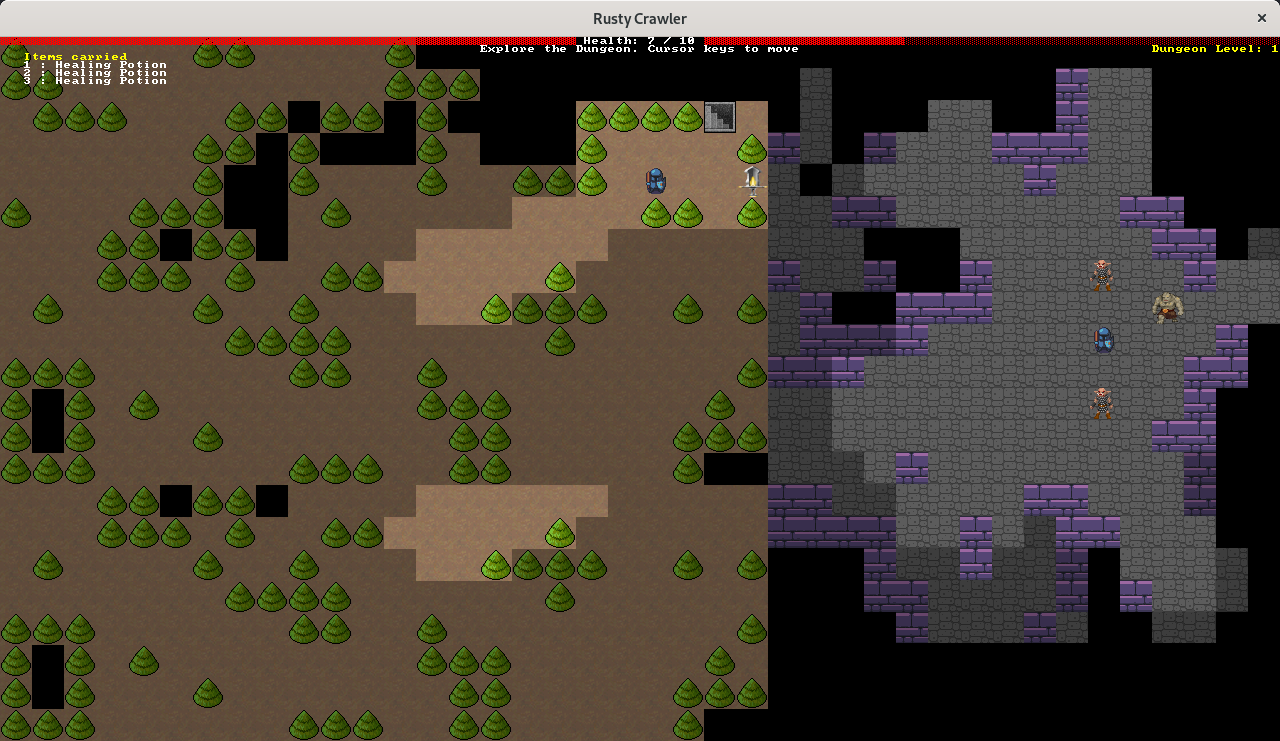 Rusty Crawler
Health: 7 / 10
Explore the Dungeon. Cursor keys to move
Dungeon Level: 1
Items carried
1 : Healing Potion
2 : Healing Potion
3 : Healing Potion